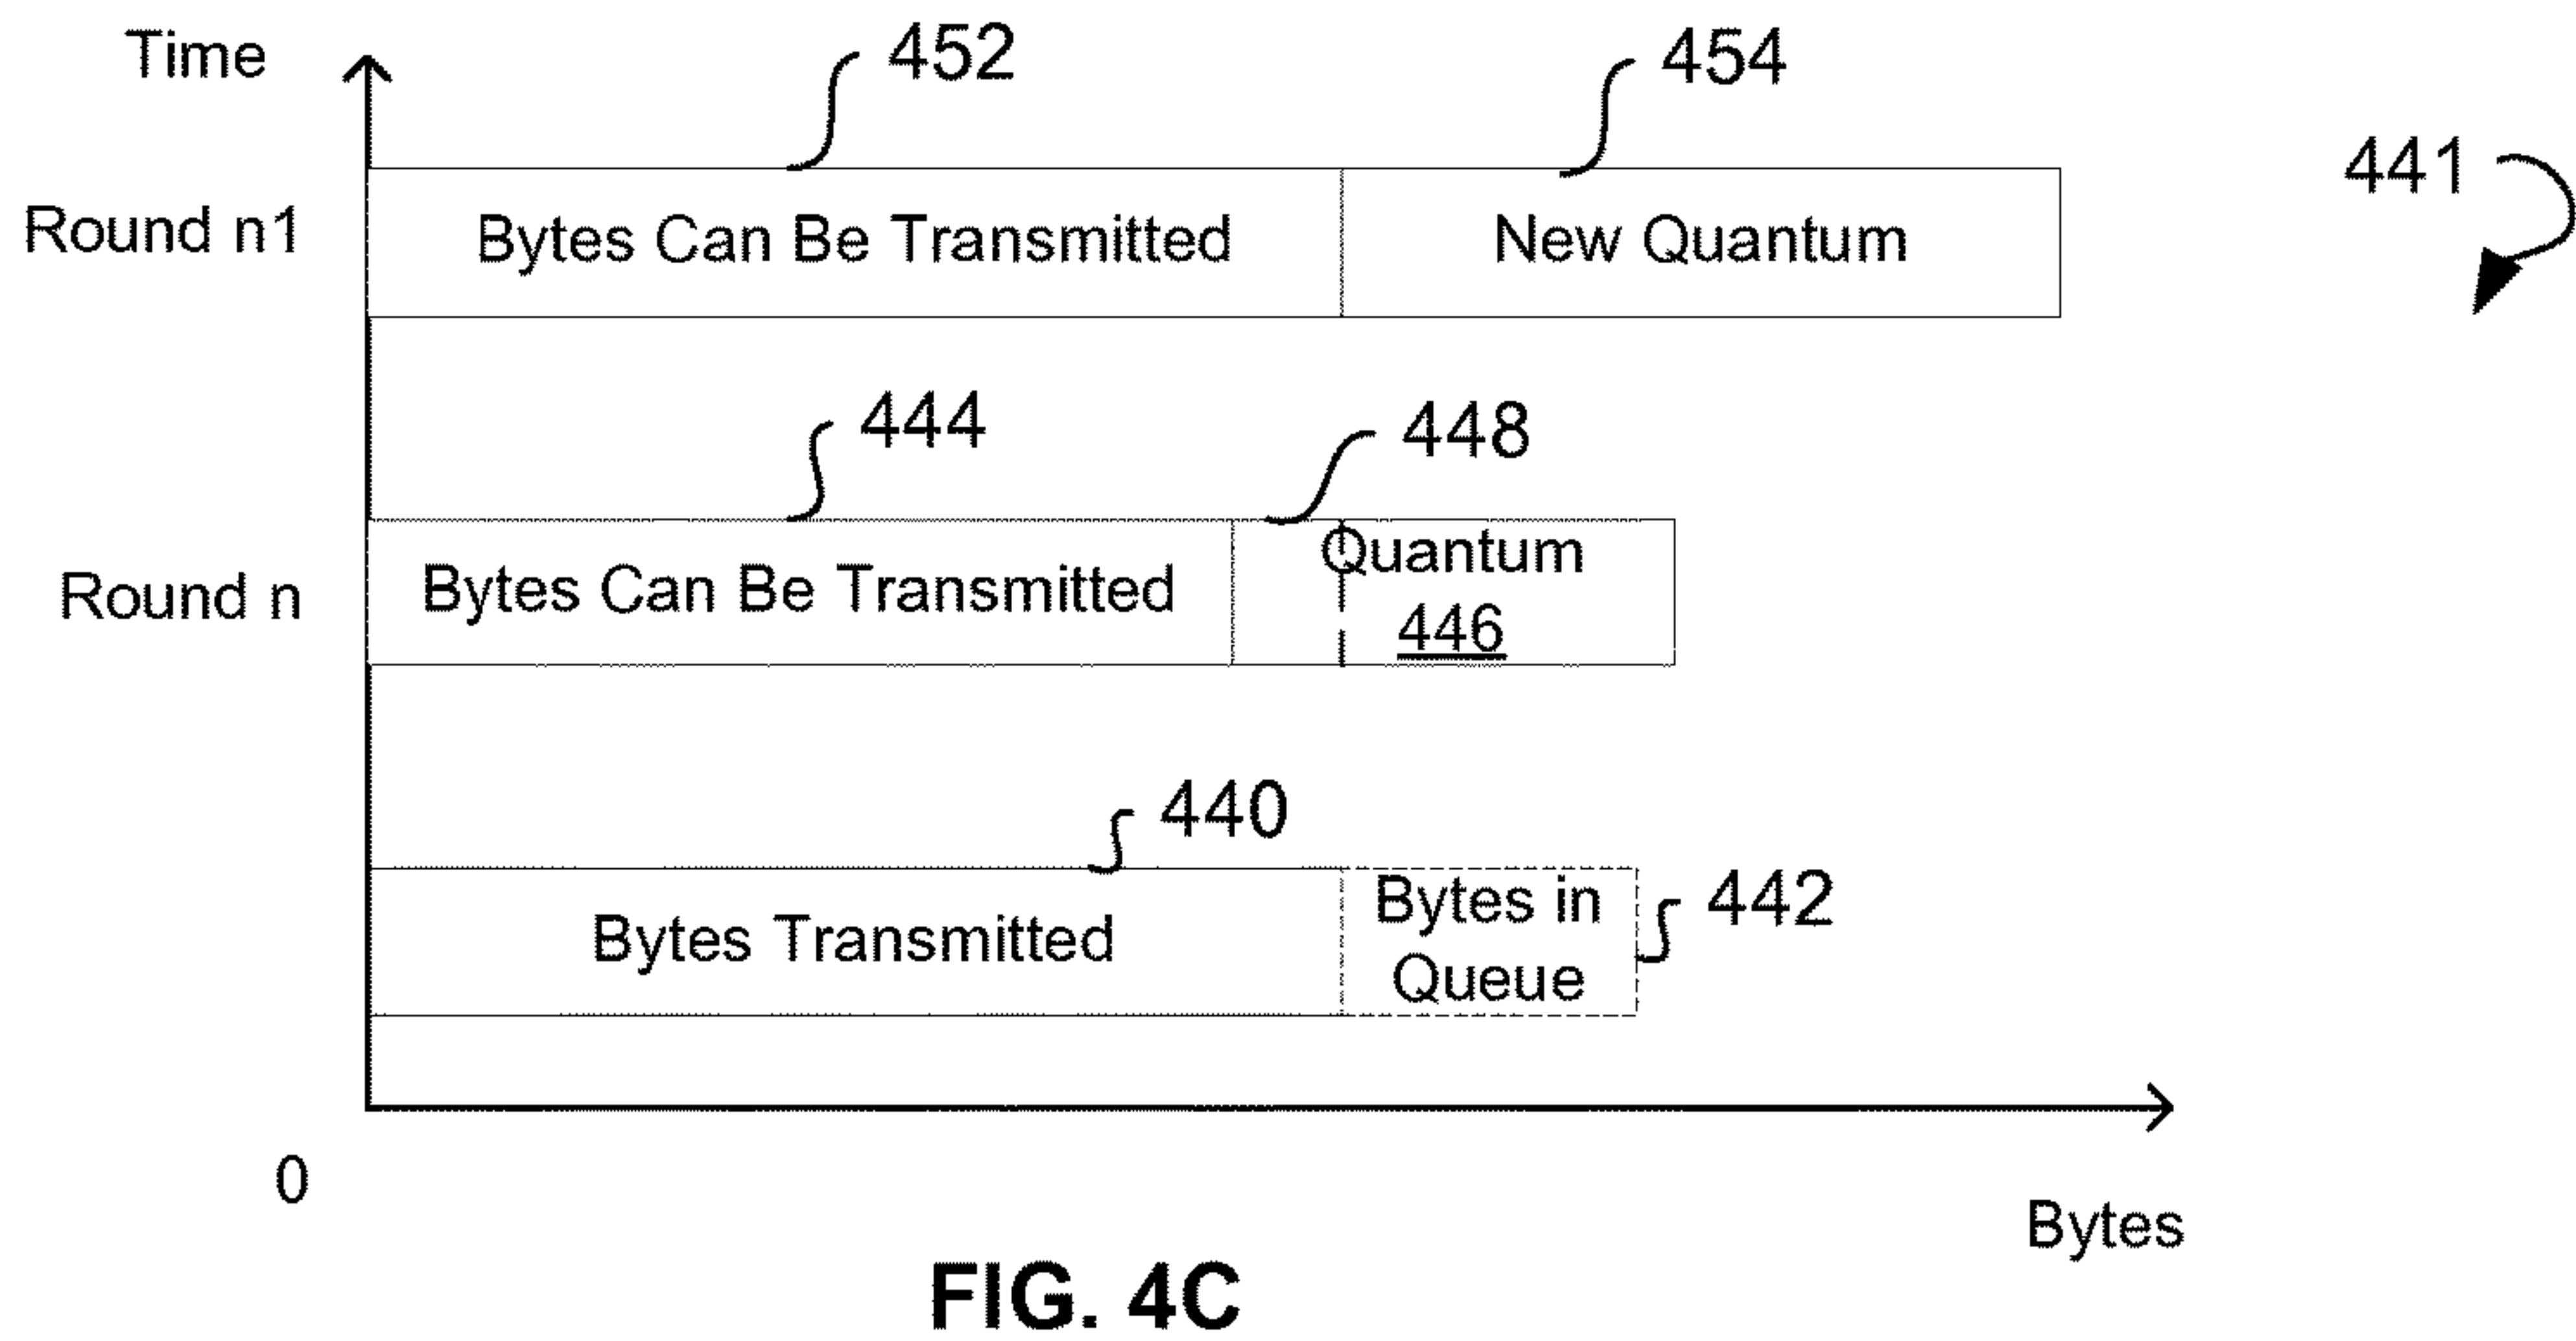 Time
452
454
441
Round n1
Bytes Can Be Transmitted
New Quantum
444
448
Round n
Bytes Can Be Transmitted
Quantum
446
440
442
Bytes Transmitted
Bytes in
Queue
0
Bytes
FIG. 4C